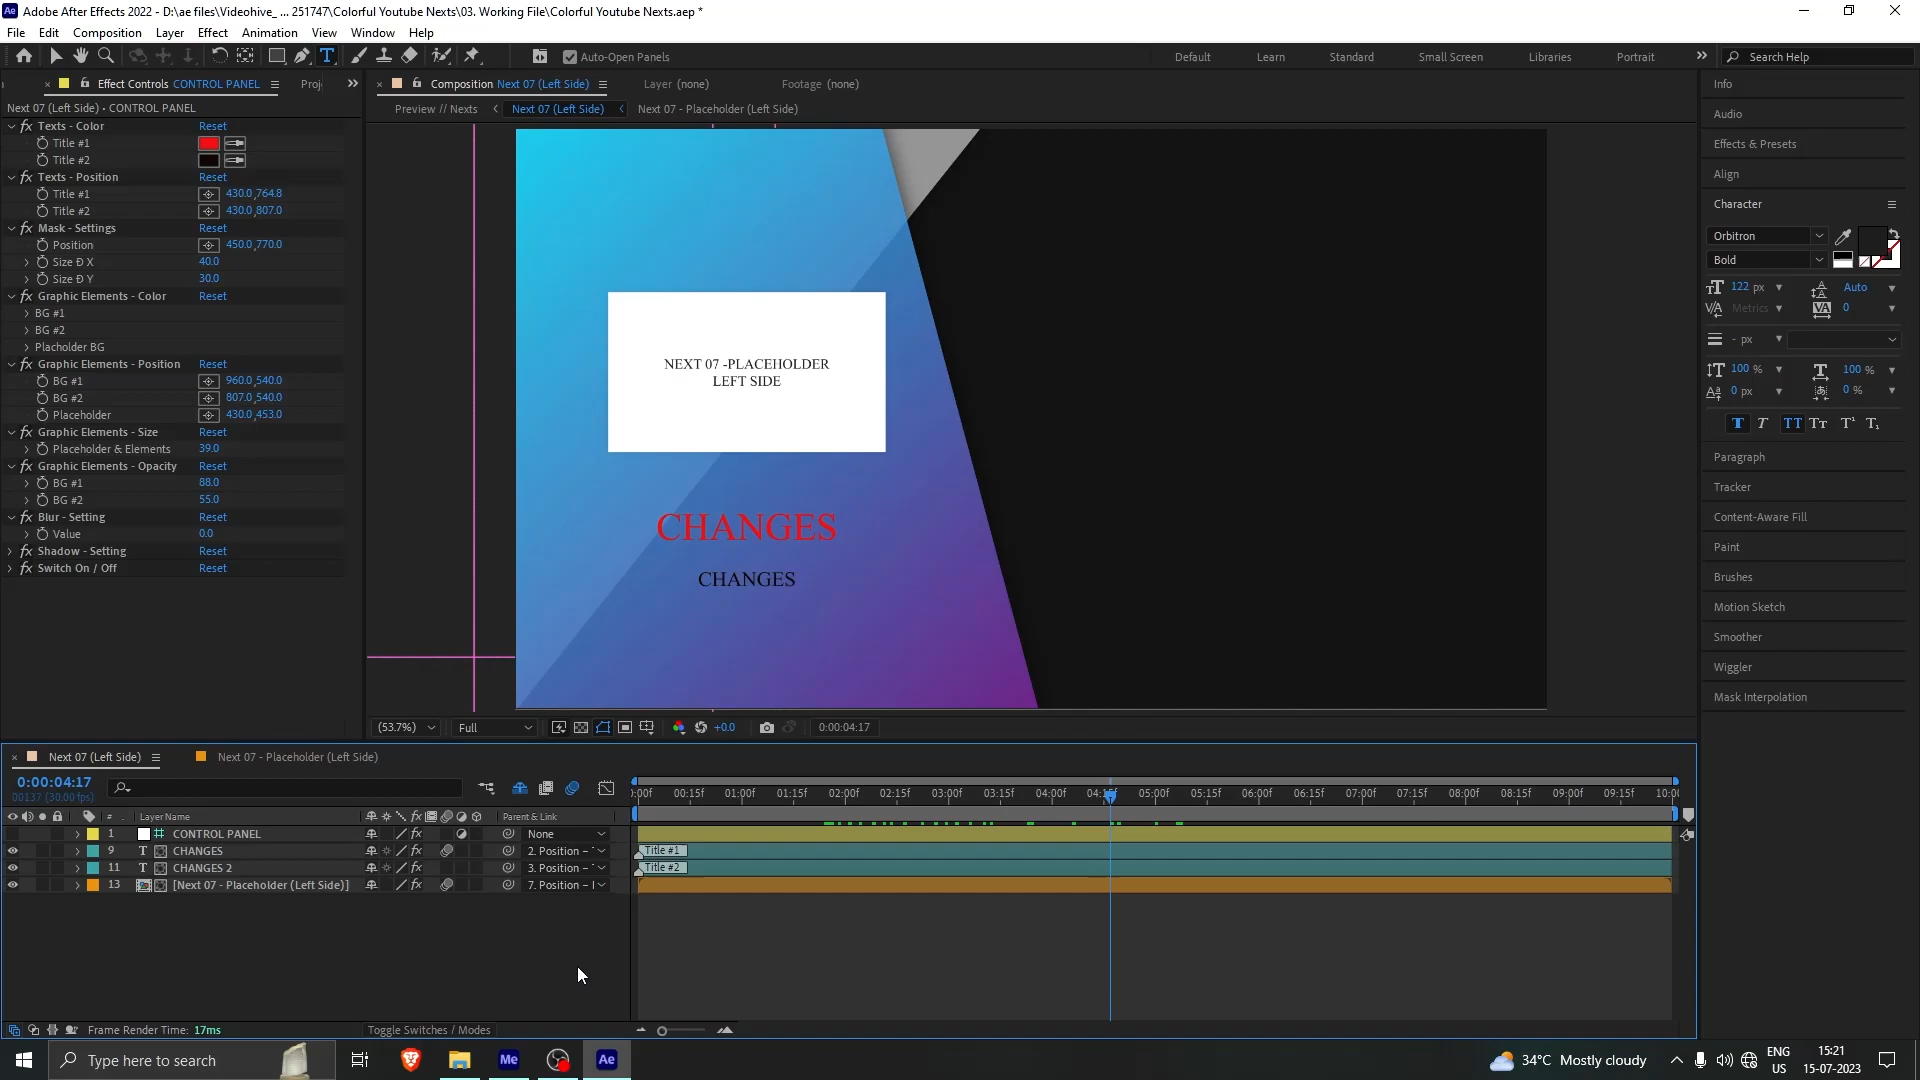 Adobe After Effects 2022 - D:\ae files\Videohive_ ... 251747\Colorful Youtube Nexts\03. Working File\Colorful Youtube Nexts.aep *
File Edit Composition Layer Effect Animation View Window Help
Auto-Open Panels Default Learn Standard Small Screen Libraries Portrait Search Help
Effect Controls CONTROL PANEL Proj
Next 07 (Left Side) • CONTROL PANEL
Texts - Color Reset
Title #1
Title #2
Texts - Position Reset
Title #1 430.0,764.8
Title #2 430.0,807.0
Mask - Settings Reset
Position 450.0,770.0
Size Ð X 40.0
Size Ð Y 30.0
Graphic Elements - Color Reset
BG #1
BG #2
Placholder BG
Graphic Elements - Position Reset
BG #1 960.0,540.0
BG #2 807.0,540.0
Placeholder 430.0,453.0
Graphic Elements - Size Reset
Placeholder & Elements 39.0
Graphic Elements - Opacity Reset
BG #1 88.0
BG #2 55.0
Blur - Setting Reset
Value 0.0
Shadow - Setting Reset
Switch On / Off Reset
Composition Next 07 (Left Side) Layer (none) Footage (none)
Preview // Nexts Next 07 (Left Side) Next 07 - Placeholder (Left Side)
NEXT 07 -PLACEHOLDER
LEFT SIDE
CHANGES
CHANGES
(53.7%) Full +0.0 0:00:04:17
Info
Audio
Effects & Presets
Align
Character
Orbitron
Bold
122 px Auto
Metrics 0
- px
100 % 100 %
0 px 0 %
T T TT Tт T¹ T₁
Paragraph
Tracker
Content-Aware Fill
Paint
Brushes
Motion Sketch
Smoother
Wiggler
Mask Interpolation
Next 07 (Left Side) Next 07 - Placeholder (Left Side)
0:00:04:17
00137 (30.00 fps)
:00f 00:15f 01:00f 01:15f 02:00f 02:15f 03:00f 03:15f 04:00f 04:15f 05:00f 05:15f 06:00f 06:15f 07:00f 07:15f 08:00f 08:15f 09:00f 09:15f 10:00
# Layer Name Parent & Link
1 CONTROL PANEL None
9 CHANGES 2. Position - Title #1
11 CHANGES 2 3. Position - Title #2
13 [Next 07 - Placeholder (Left Side)] 7. Position -
Frame Render Time: 17ms Toggle Switches / Modes
Type here to search Me Ae 34°C Mostly cloudy ENG
US
15:21
15-07-2023